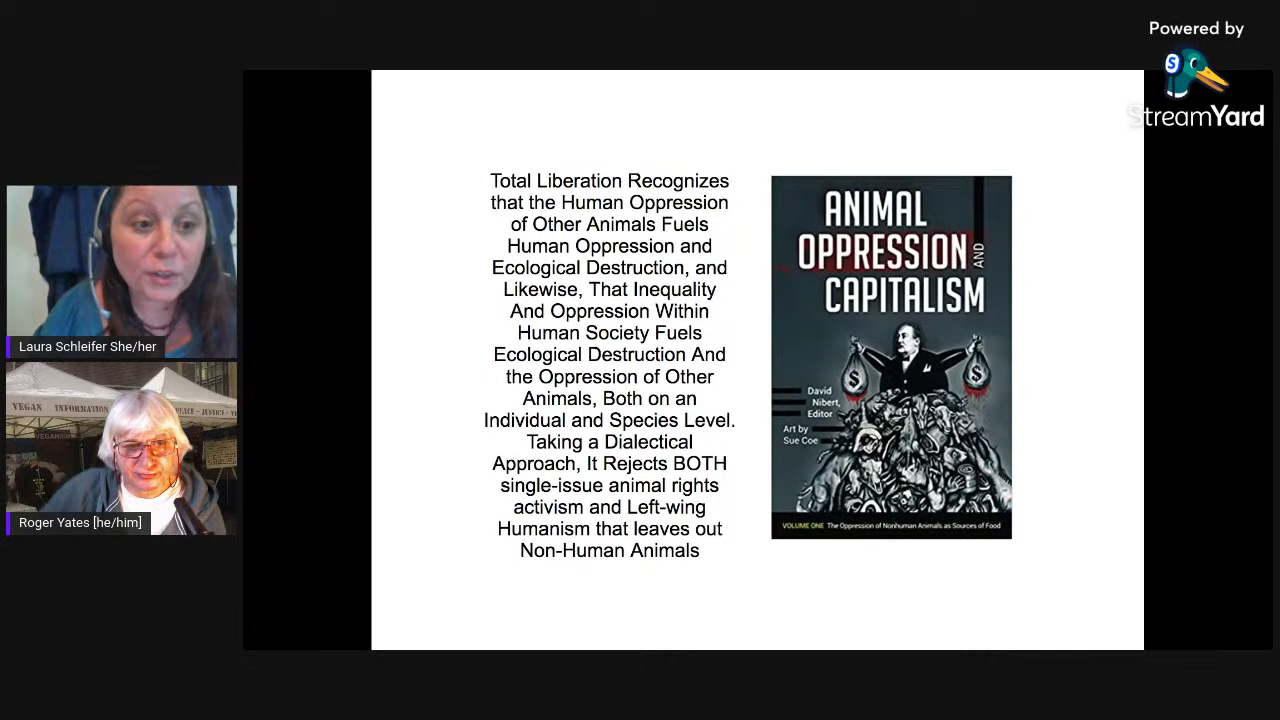 Powered by
S
StreamYard
Total Liberation Recognizes
that the Human Oppression
of Other Animals Fuels
Human Oppression and
Ecological Destruction, and
Likewise, That Inequality
And Oppression Within
Human Society Fuels
Ecological Destruction And
the Oppression of Other
Animals, Both on an
Individual and Species Level.
Taking a Dialectical
Approach, It Rejects BOTH
single-issue animal rights
activism and Left-wing
Humanism that leaves out
Non-Human Animals
ANIMAL
OPPRESSION AND
CAPITALISM
$ $
David
Nibert,
Editor
Art by
Sue Coe
VOLUME ONE The Oppression of Nonhuman Animals as Sources of Food
Laura Schleifer She/her
VEGAN INFORMATION
Roger Yates [he/him]